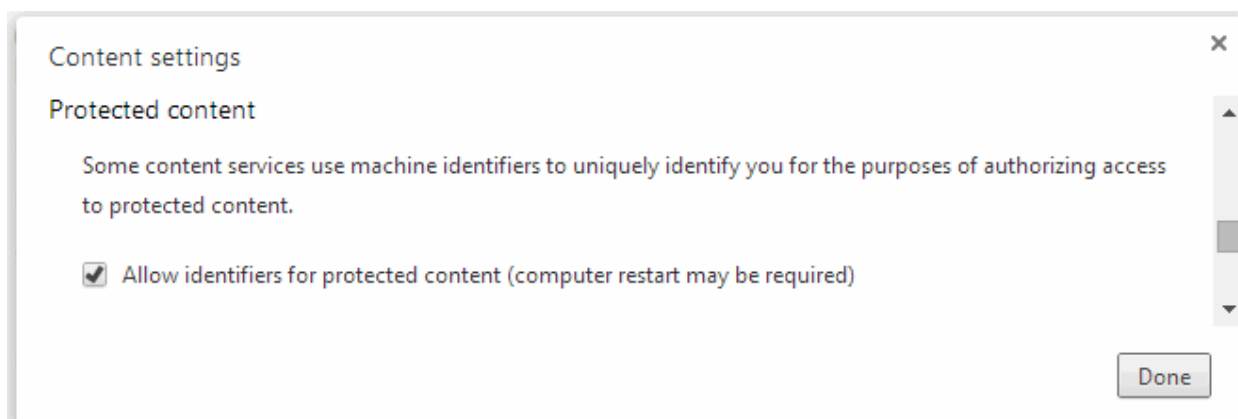 Content settings
Protected content
Some content services use machine identifiers to uniquely identify you for the purposes of authorizing access
to protected content.
Allow identifiers for protected content (computer restart may be required)
Done